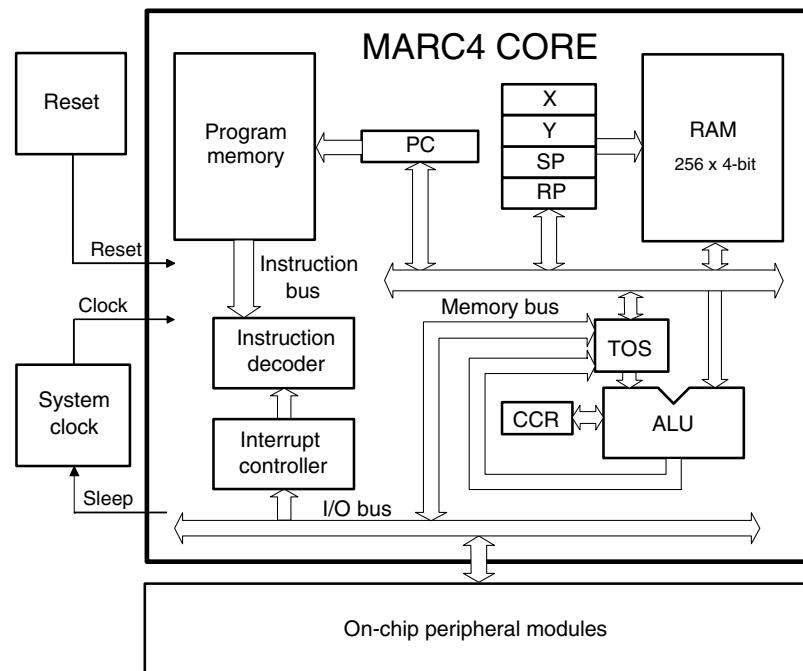 MARC4 CORE
Reset
Program
memory
PC
X
Y
SP
RP
RAM
256 x 4-bit
Reset
Instruction
bus
Clock
Memory bus
Instruction
decoder
TOS
System
clock
CCR
ALU
Interrupt
controller
Sleep
I/O bus
On-chip peripheral modules